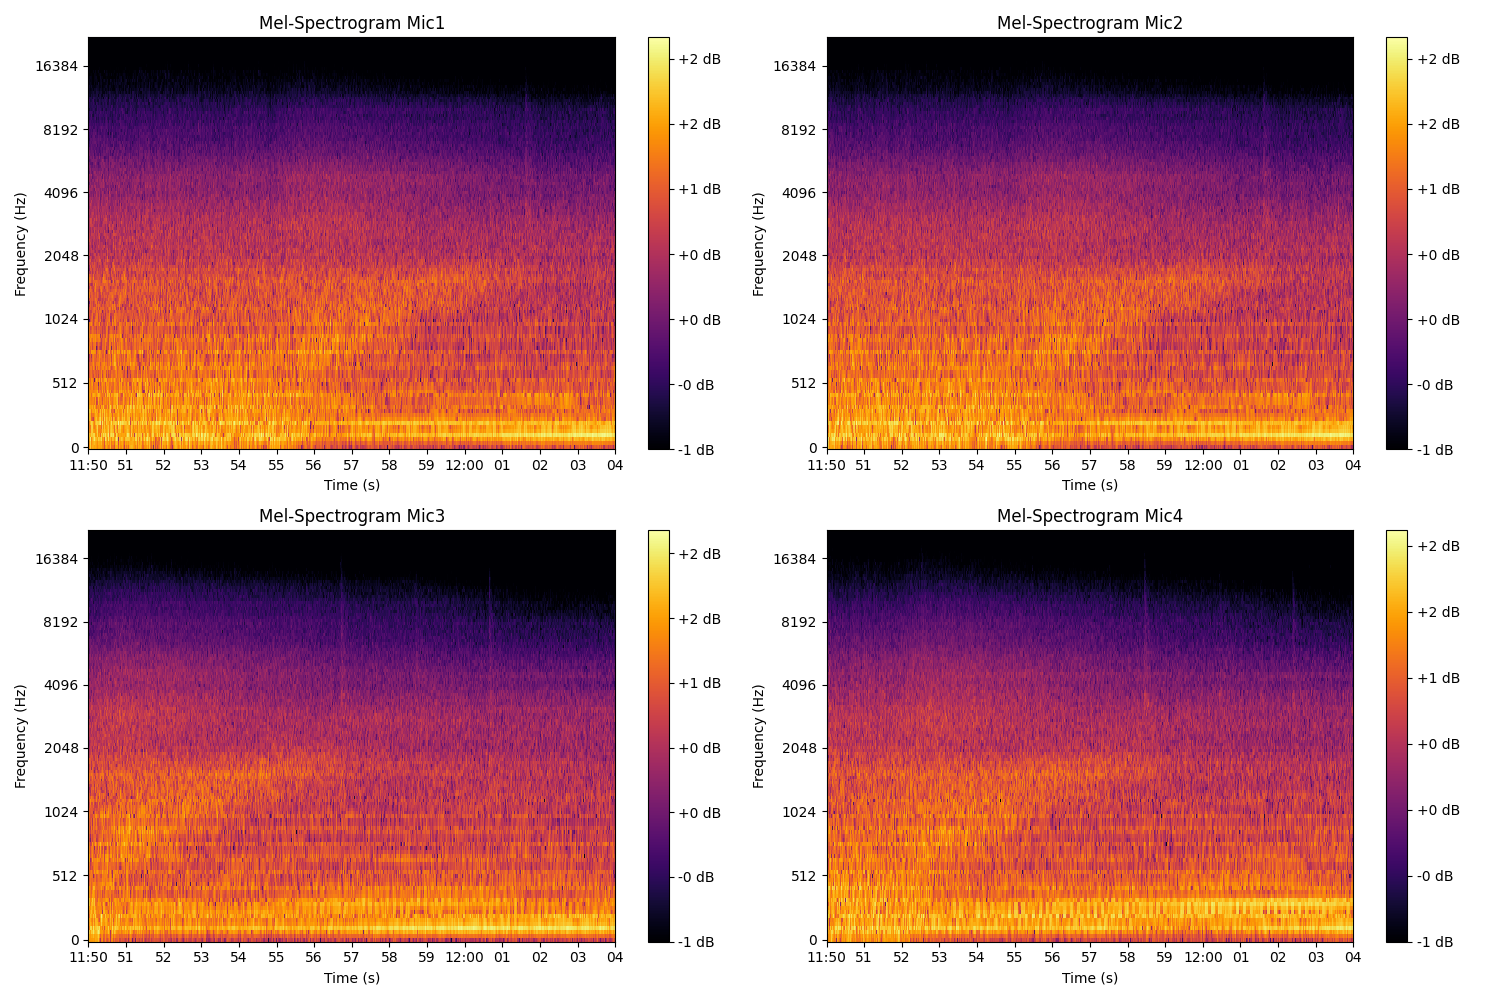 Mel-Spectrogram Mic1
Frequency (Hz)
16384
8192
4096
2048
1024
512
0
11:50 51 52 53 54 55 56 57 58 59 12:00 01 02 03 04
Time (s)
+2 dB
+2 dB
+1 dB
+0 dB
+0 dB
-0 dB
-1 dB
Mel-Spectrogram Mic2
Frequency (Hz)
16384
8192
4096
2048
1024
512
0
11:50 51 52 53 54 55 56 57 58 59 12:00 01 02 03 04
Time (s)
+2 dB
+2 dB
+1 dB
+0 dB
+0 dB
-0 dB
-1 dB
Mel-Spectrogram Mic3
Frequency (Hz)
16384
8192
4096
2048
1024
512
0
11:50 51 52 53 54 55 56 57 58 59 12:00 01 02 03 04
Time (s)
+2 dB
+2 dB
+1 dB
+0 dB
+0 dB
-0 dB
-1 dB
Mel-Spectrogram Mic4
Frequency (Hz)
16384
8192
4096
2048
1024
512
0
11:50 51 52 53 54 55 56 57 58 59 12:00 01 02 03 04
Time (s)
+2 dB
+2 dB
+1 dB
+0 dB
+0 dB
-0 dB
-1 dB